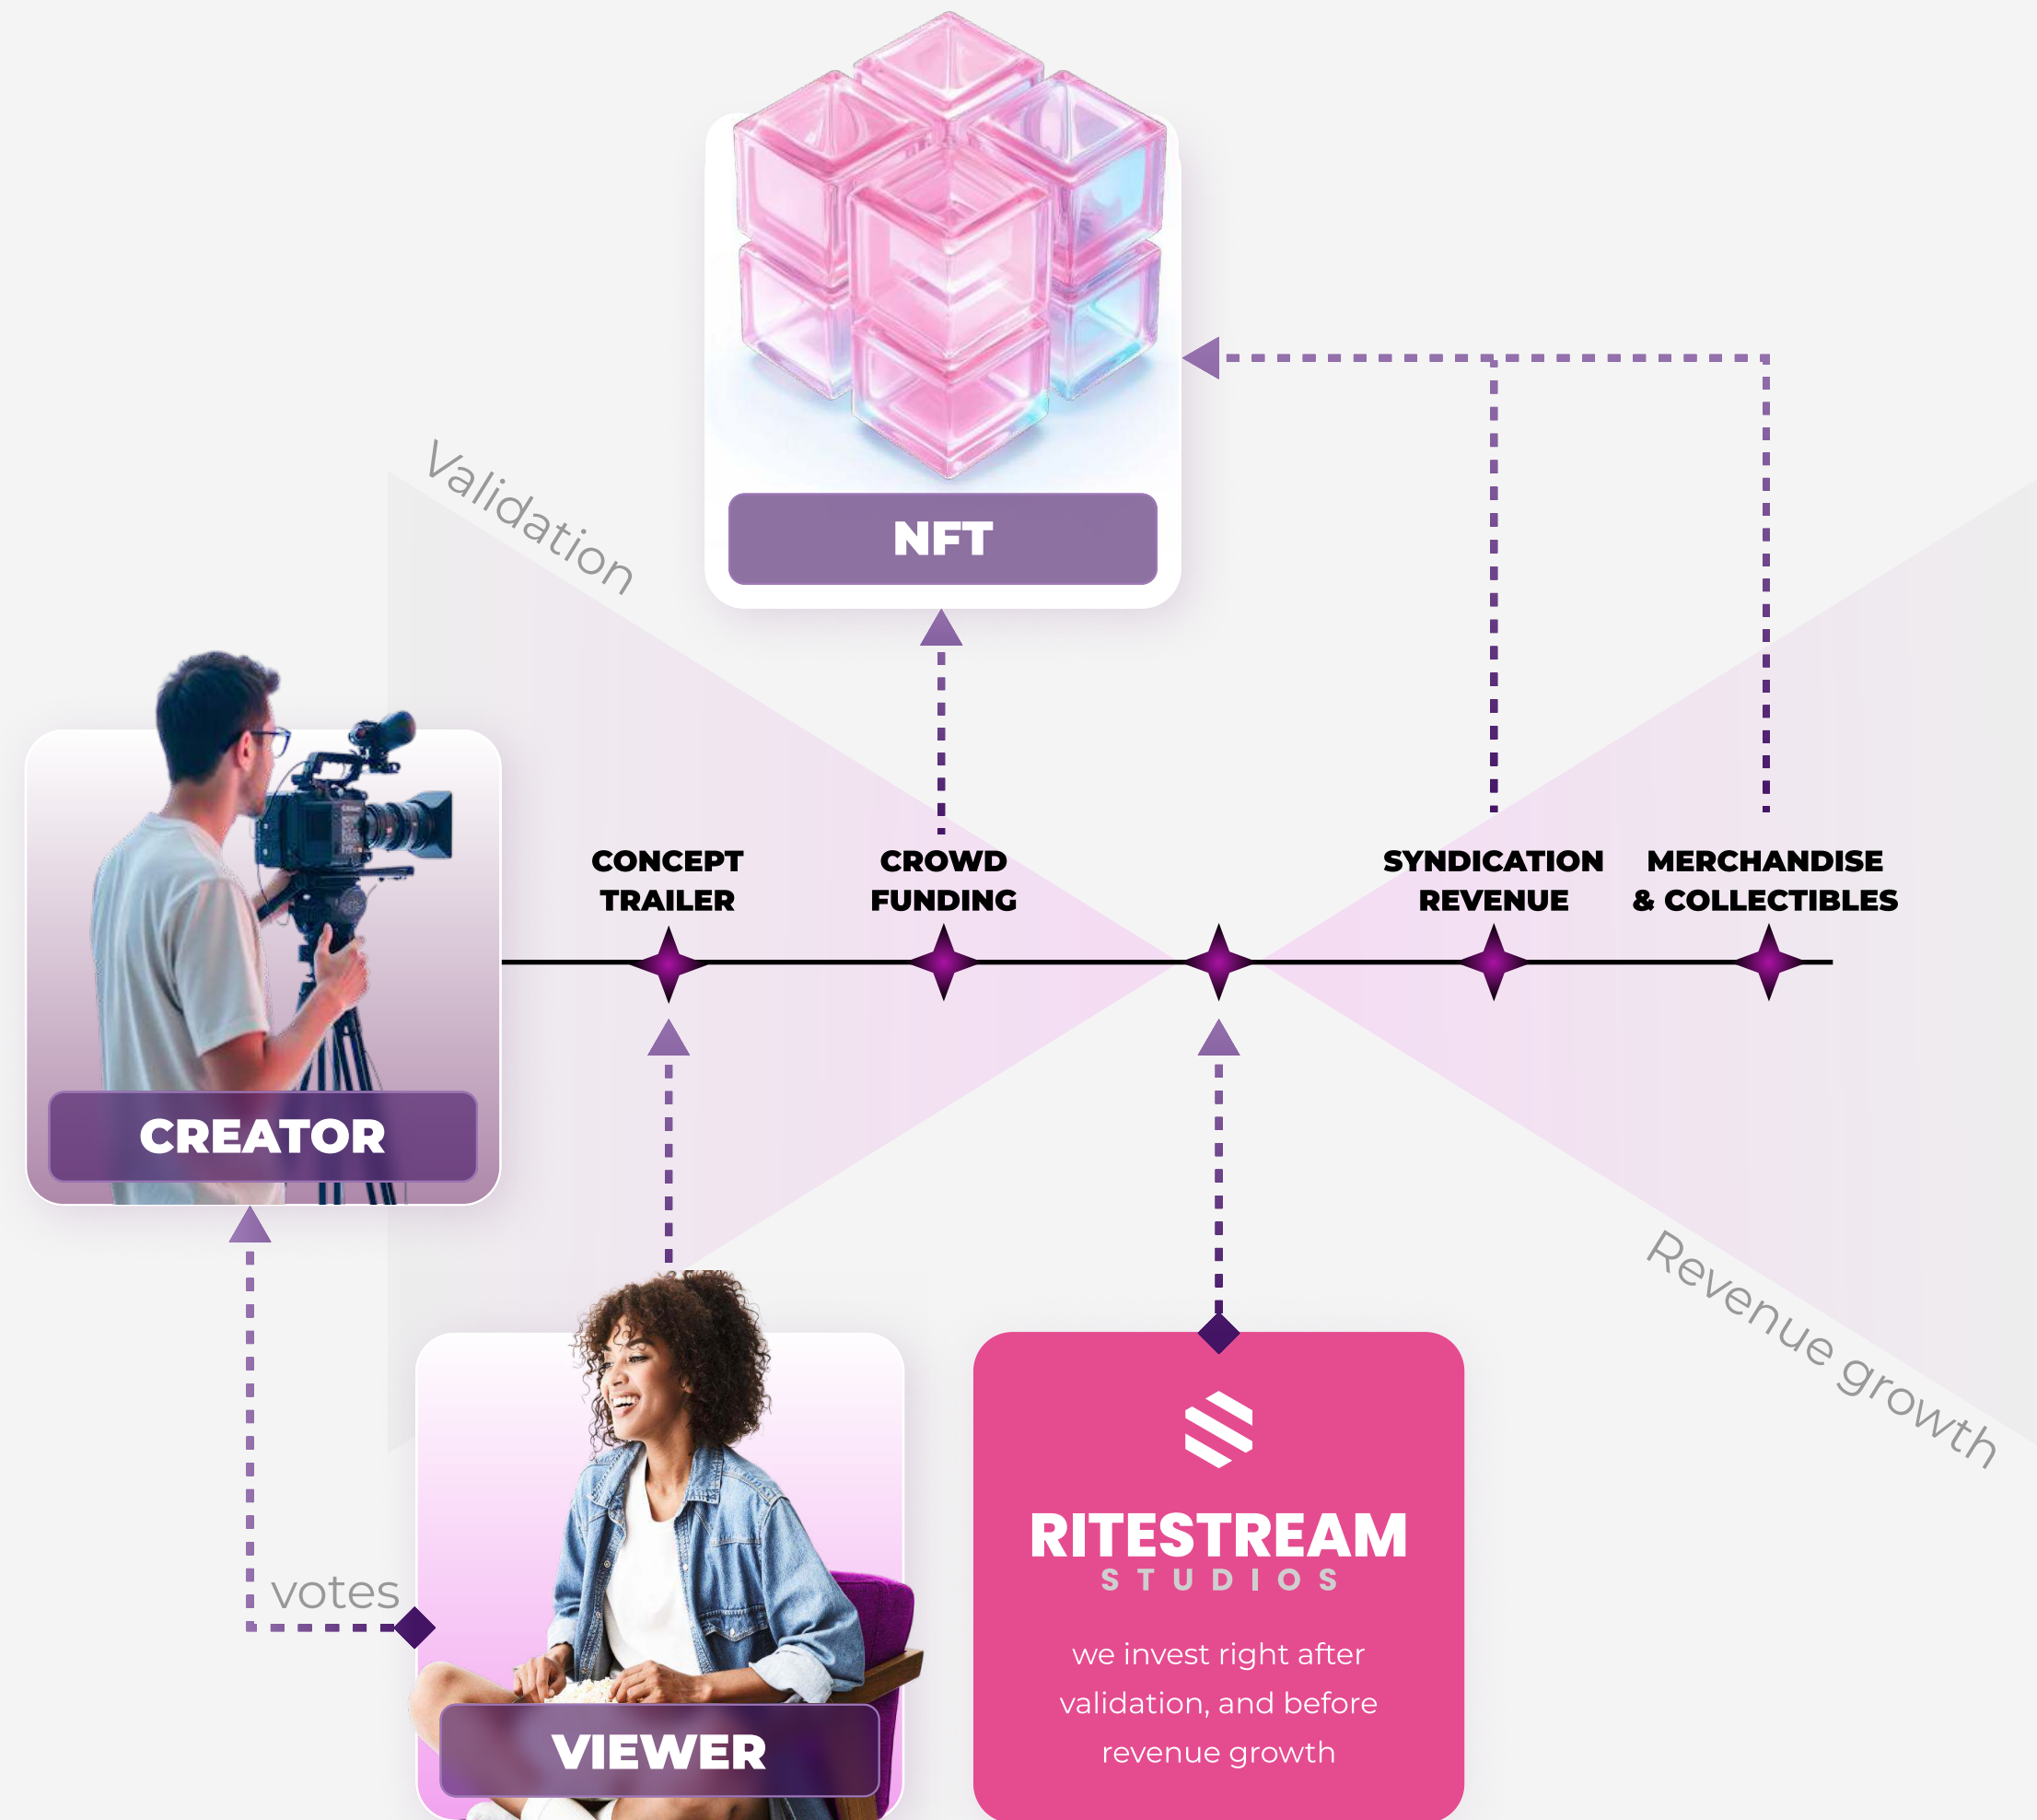 NFT
Validation
CREATOR
CONCEPT
TRAILER
CROWD
FUNDING
SYNDICATION
REVENUE
MERCHANDISE
& COLLECTIBLES
Revenue growth
votes
VIEWER
RITESTREAM
STUDIOS
we invest right after
validation, and before
revenue growth